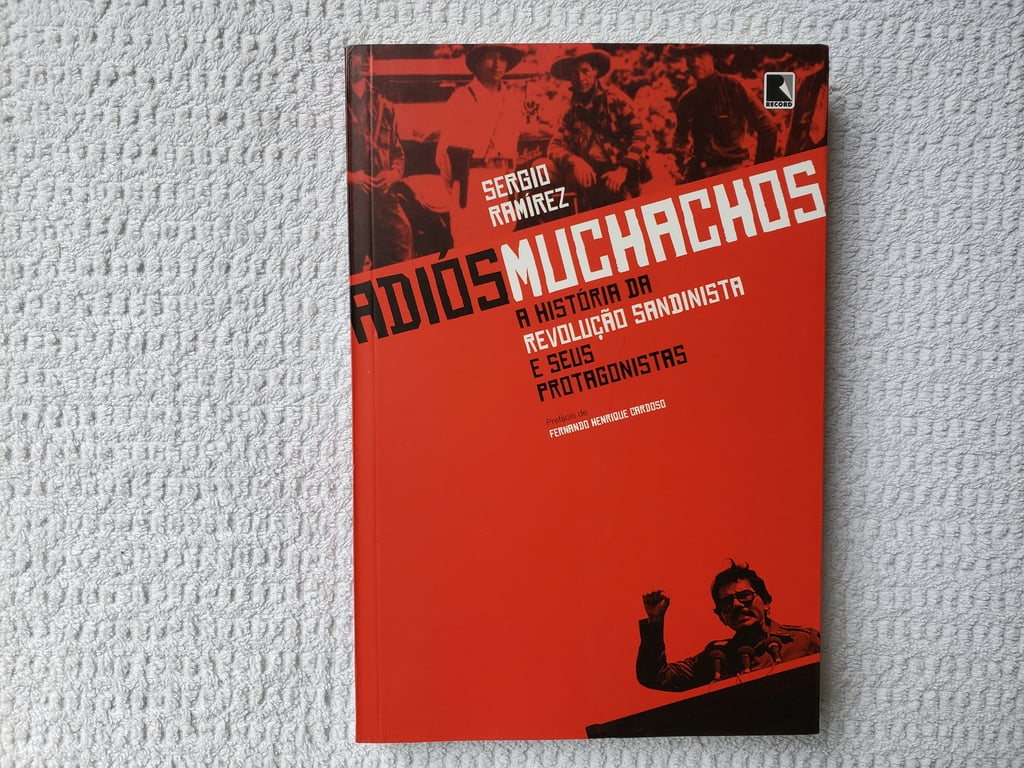 RECORD
SERGIO
RAMÍREZ
ADIÓS MUCHACHOS
A HISTÓRIA DA
REVOLUÇÃO SANDINISTA
E SEUS
PROTAGONISTAS
Prefácio de
FERNANDO HENRIQUE CARDOSO